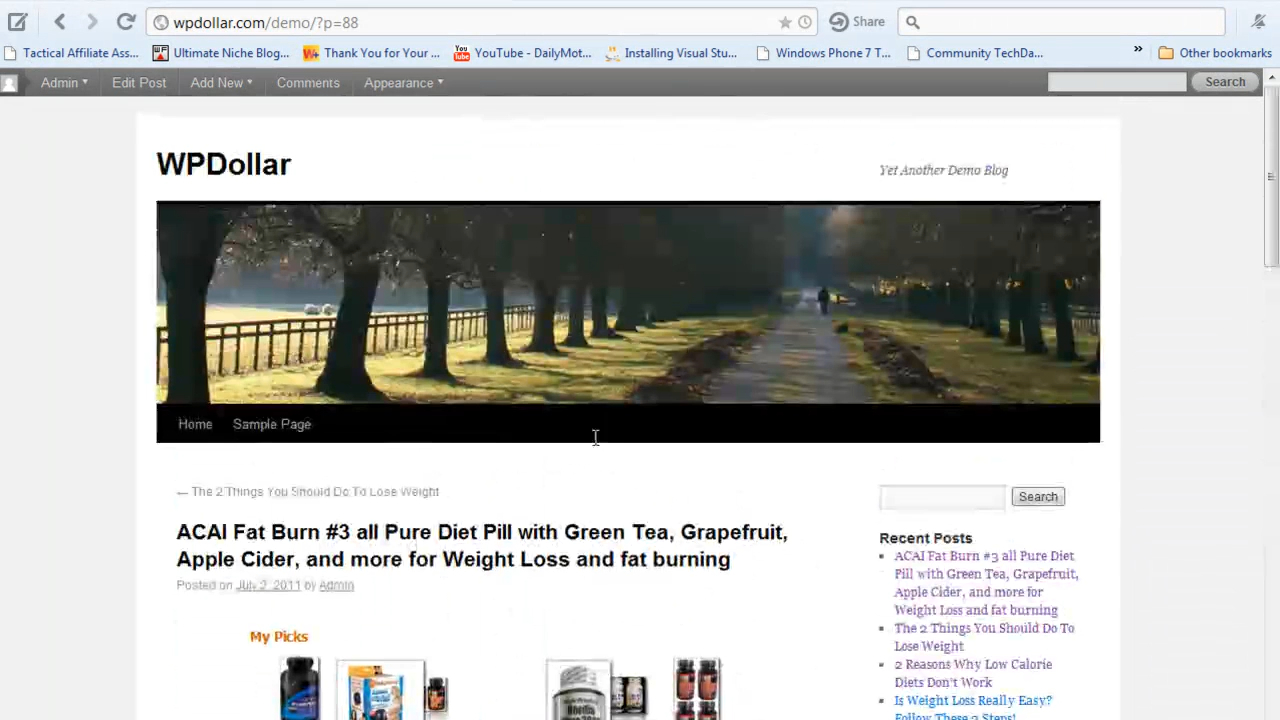 wpdollar.com/demo/?p=88
Share
Tactical Affiliate Ass...
Ultimate Niche Blog...
Thank You for Your ...
YouTube - DailyMot...
Installing Visual Stu...
Windows Phone 7 T...
Community TechDa...
»
Other bookmarks
Admin
Edit Post
Add New
Comments
Appearance
Search
WPDollar
Yet Another Demo Blog
Home
Sample Page
← The 2 Things You Should Do To Lose Weight
Search
ACAI Fat Burn #3 all Pure Diet Pill with Green Tea, Grapefruit,
Apple Cider, and more for Weight Loss and fat burning
Posted on July 2, 2011 by Admin
Recent Posts
ACAI Fat Burn #3 all Pure Diet
Pill with Green Tea, Grapefruit,
Apple Cider, and more for
Weight Loss and fat burning
The 2 Things You Should Do To
Lose Weight
2 Reasons Why Low Calorie
Diets Don't Work
Is Weight Loss Really Easy?
Follow These 3 Steps!
My Picks